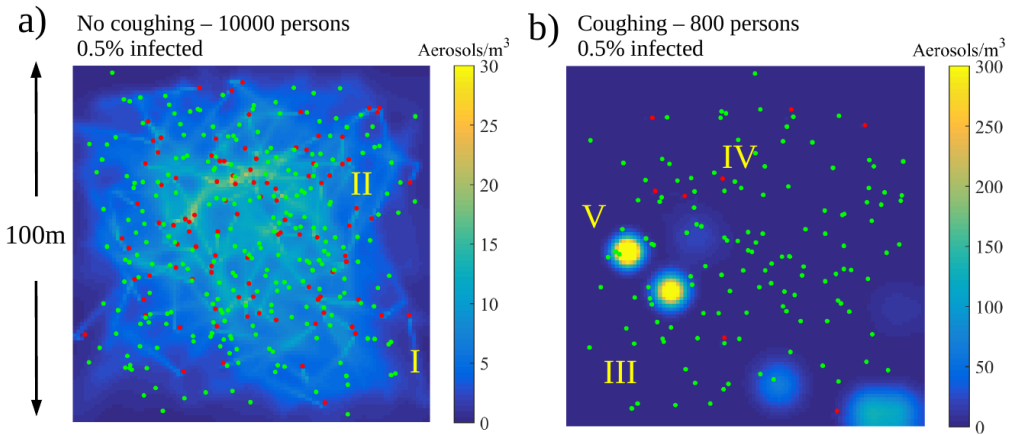 a)
No coughing – 10000 persons
0.5% infected
Aerosols/m³
100m
30
25
20
15
10
5
0
II
I
b)
Coughing – 800 persons
0.5% infected
Aerosols/m³
300
250
200
150
100
50
0
IV
V
III